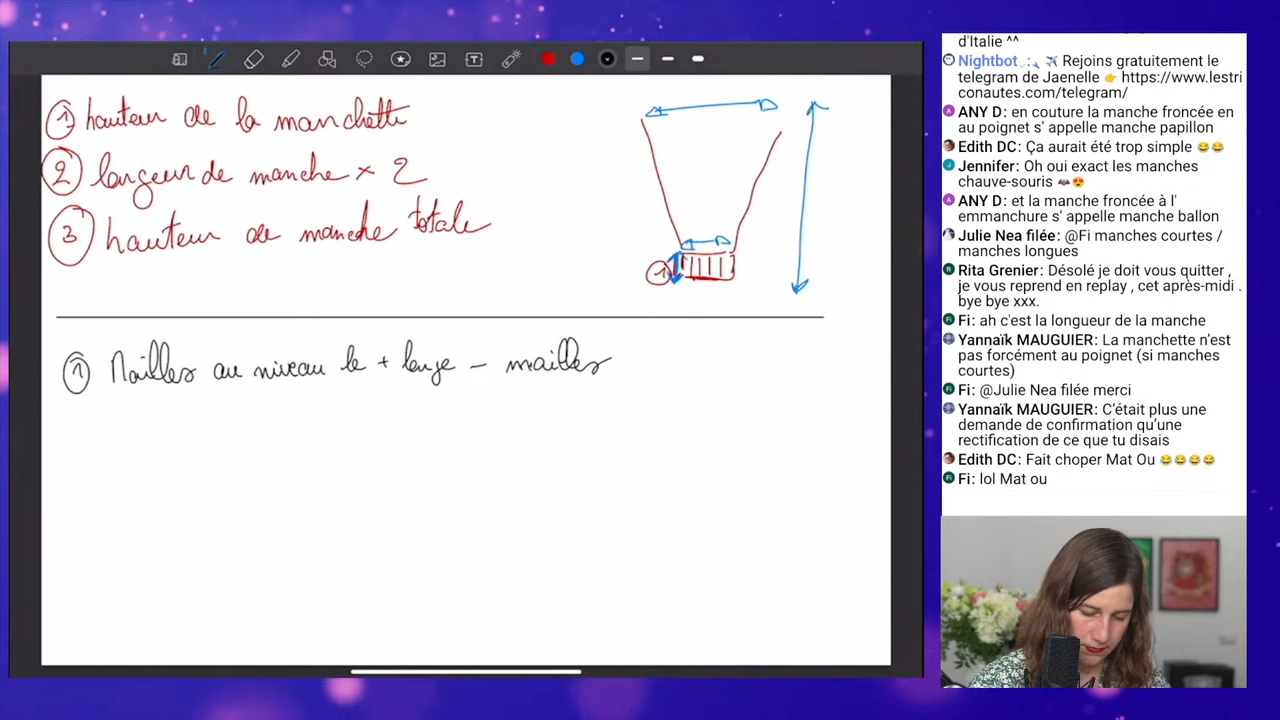 ① hauteur de la manchette
② largeur de manche × 2
③ hauteur de manche totale
①
① Mailles au niveau le + large - mailles
d'Italie ^^
Nightbot : ✈️ Rejoins gratuitement le
telegram de Jaenelle 👉 https://www.lestri
conautes.com/telegram/
ANY D: en couture la manche froncée en
au poignet s' appelle manche papillon
Edith DC: Ça aurait été trop simple 😂😂
Jennifer: Oh oui exact les manches
chauve-souris 🦇😍
ANY D: et la manche froncée à l'
emmanchure s' appelle manche ballon
Julie Nea filée: @Fi manches courtes /
manches longues
Rita Grenier: Désolé je doit vous quitter ,
je vous reprend en replay , cet après-midi .
bye bye xxx.
Fi: ah c'est la longueur de la manche
Yannaïk MAUGUIER: La manchette n'est
pas forcément au poignet (si manches
courtes)
Fi: @Julie Nea filée merci
Yannaïk MAUGUIER: C'était plus une
demande de confirmation qu'une
rectification de ce que tu disais
Edith DC: Fait choper Mat Ou 😂😂😂😂
Fi: lol Mat ou